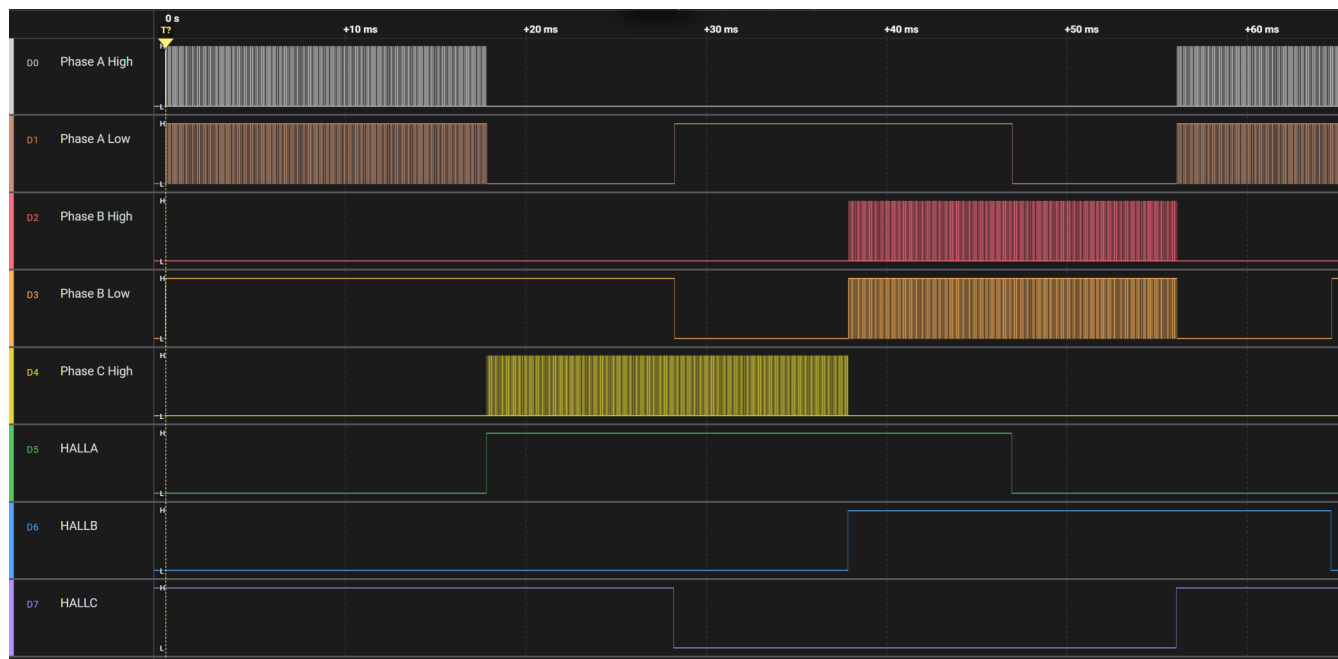 0 s
T?
+10 ms
+20 ms
+30 ms
+40 ms
+50 ms
+60 ms
D0 Phase A High
H
L
D1 Phase A Low
H
L
D2 Phase B High
H
L
D3 Phase B Low
H
L
D4 Phase C High
H
L
D5 HALLA
H
L
D6 HALLB
H
L
D7 HALLC
H
L